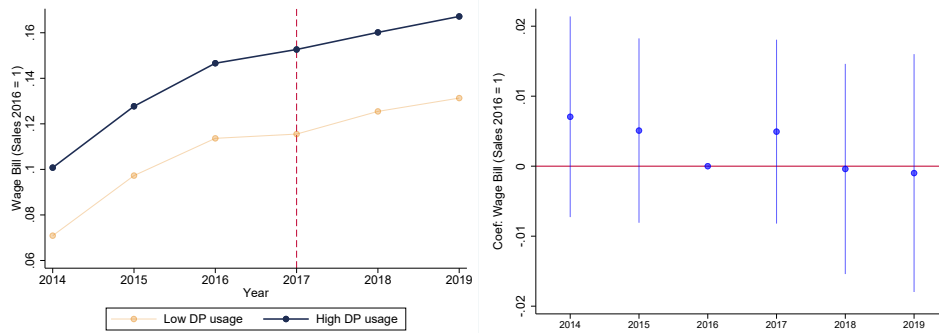 Wage Bill (Sales 2016 = 1)
.16
.14
.12
.1
.08
.06
2014 2015 2016 2017 2018 2019
Year
Low DP usage High DP usage
Coef: Wage Bill (Sales 2016 = 1)
.02
.01
0
-.01
-.02
2014 2015 2016 2017 2018 2019